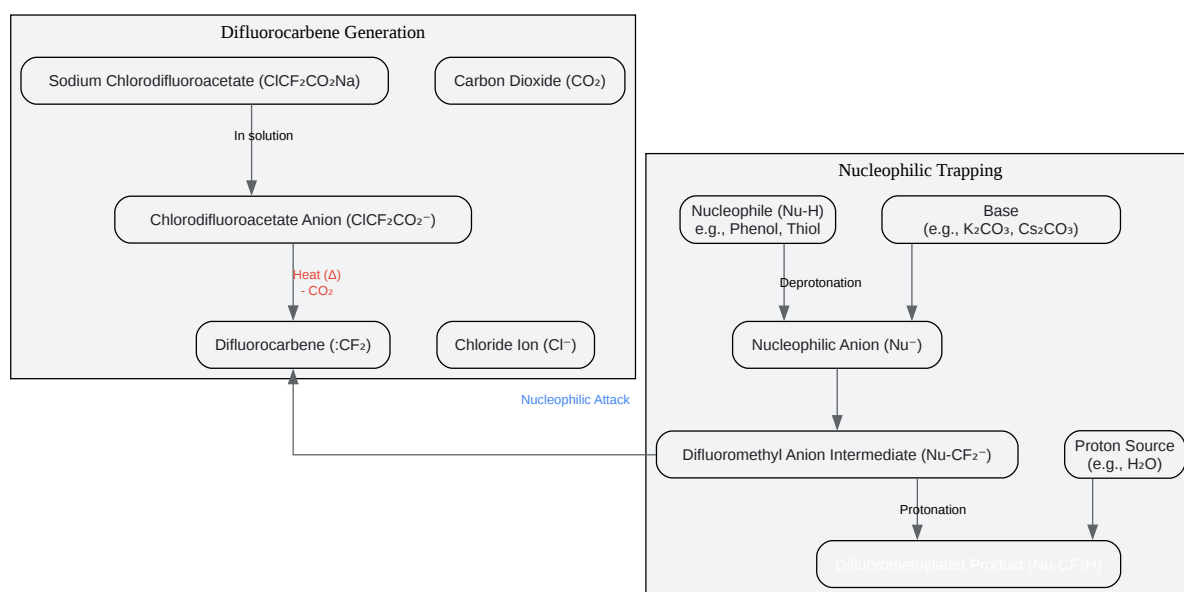 Difluorocarbene Generation
Sodium Chlorodifluoroacetate (ClCF₂CO₂Na)
Carbon Dioxide (CO₂)
In solution
Chlorodifluoroacetate Anion (ClCF₂CO₂⁻)
Heat (Δ)
- CO₂
Difluorocarbene (:CF₂)
Chloride Ion (Cl⁻)
Nucleophilic Attack
Nucleophilic Trapping
Nucleophile (Nu-H)
e.g., Phenol, Thiol
Base
(e.g., K₂CO₃, Cs₂CO₃)
Deprotonation
Nucleophilic Anion (Nu⁻)
Difluoromethyl Anion Intermediate (Nu-CF₂⁻)
Proton Source
(e.g., H₂O)
Protonation
Difluoromethylated Product (Nu-CF₂H)